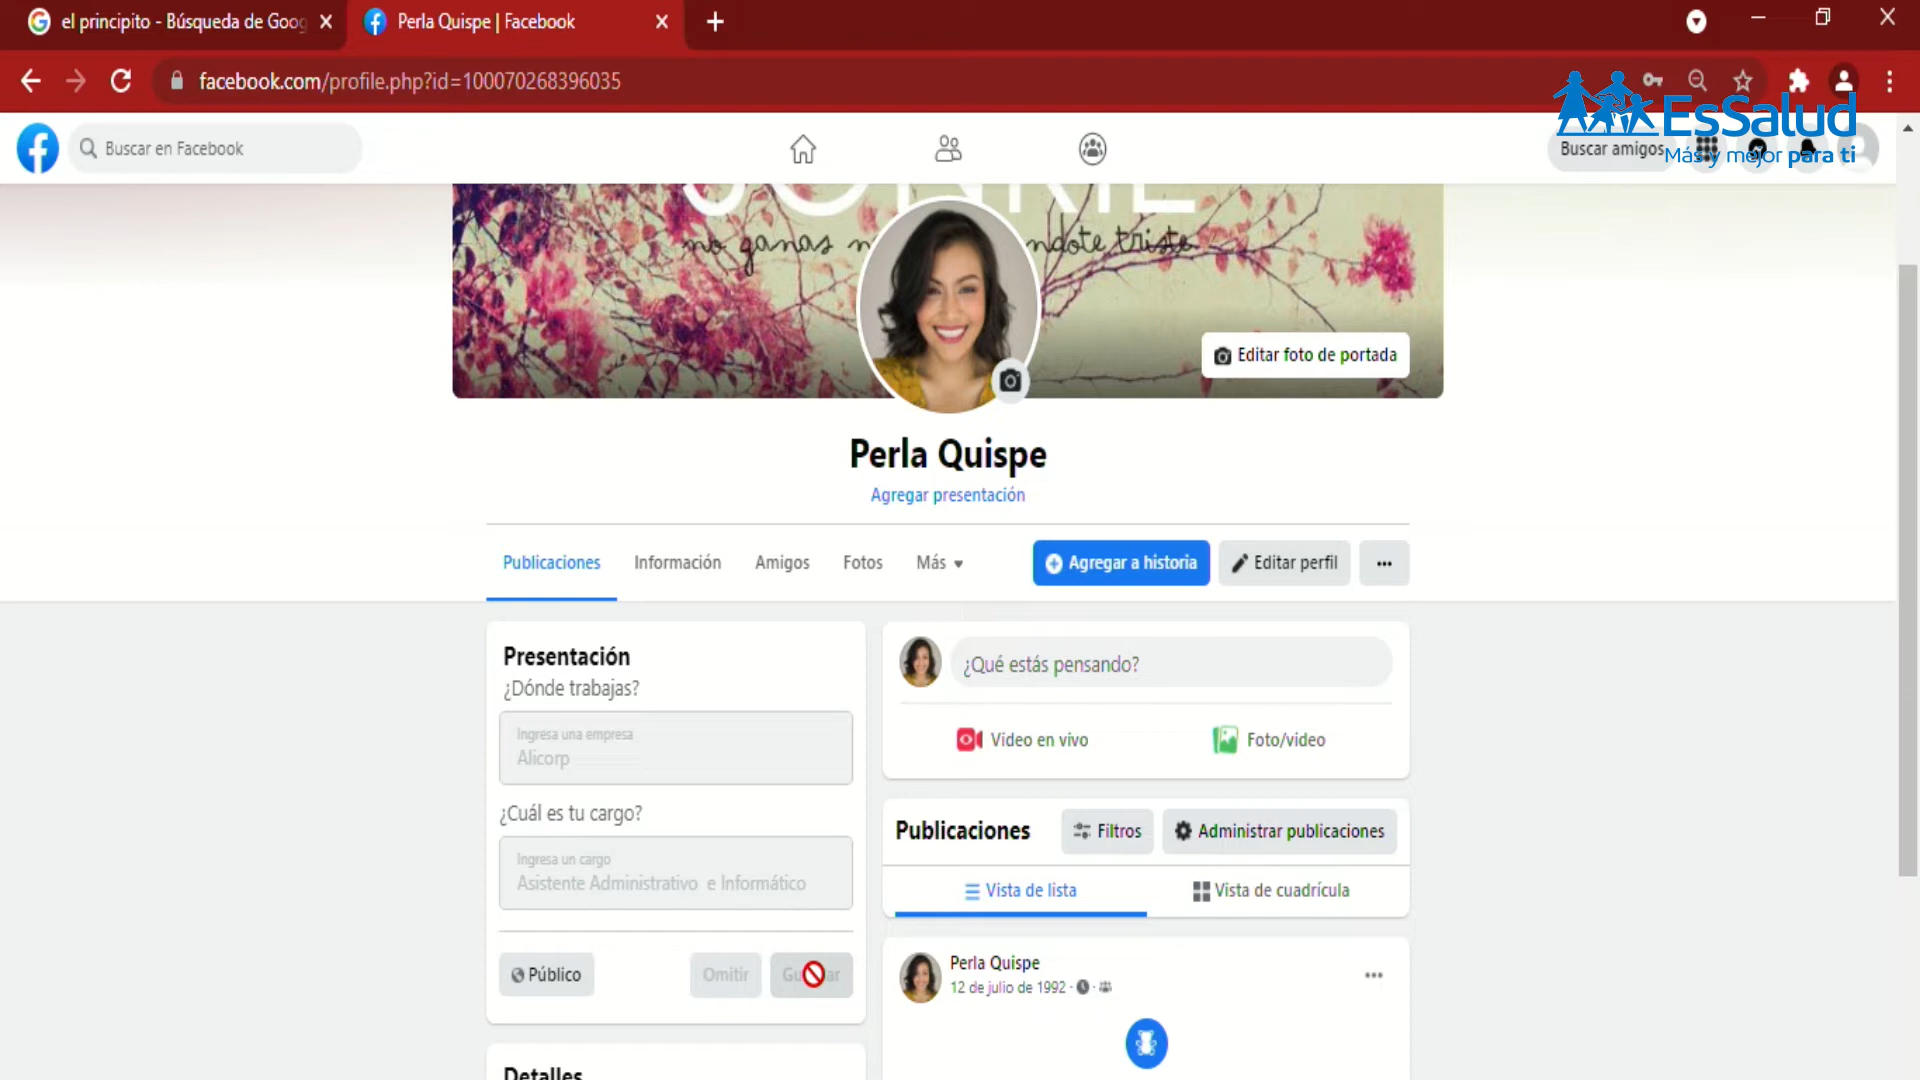 el principito - Búsqueda de Goog
Perla Quispe | Facebook
facebook.com/profile.php?id=100070268396035
EsSalud
Más y mejor para ti
Buscar en Facebook
Buscar amigos
no ganas
ndote triste
Editar foto de portada
Perla Quispe
Agregar presentación
Publicaciones
Información
Amigos
Fotos
Más
Agregar a historia
Editar perfil
Presentación
¿Dónde trabajas?
Ingresa una empresa
Alicorp
¿Cuál es tu cargo?
Ingresa un cargo
Asistente Administrativo e Informático
Público
Omitir
¿Qué estás pensando?
Video en vivo
Foto/video
Publicaciones
Filtros
Administrar publicaciones
Vista de lista
Vista de cuadrícula
Perla Quispe
12 de julio de 1992
Detalles